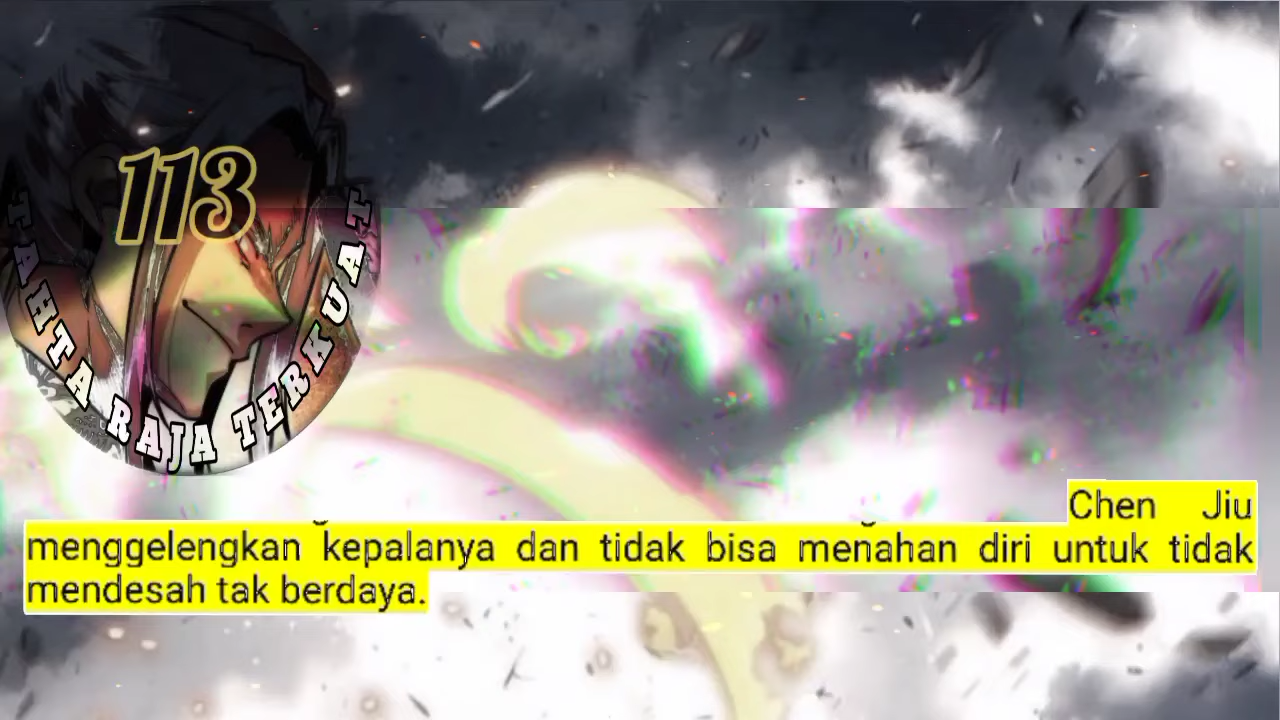 113
TAHTA RAJA TERKUAT
Chen Jiu
menggelengkan kepalanya dan tidak bisa menahan diri untuk tidak
mendesah tak berdaya.